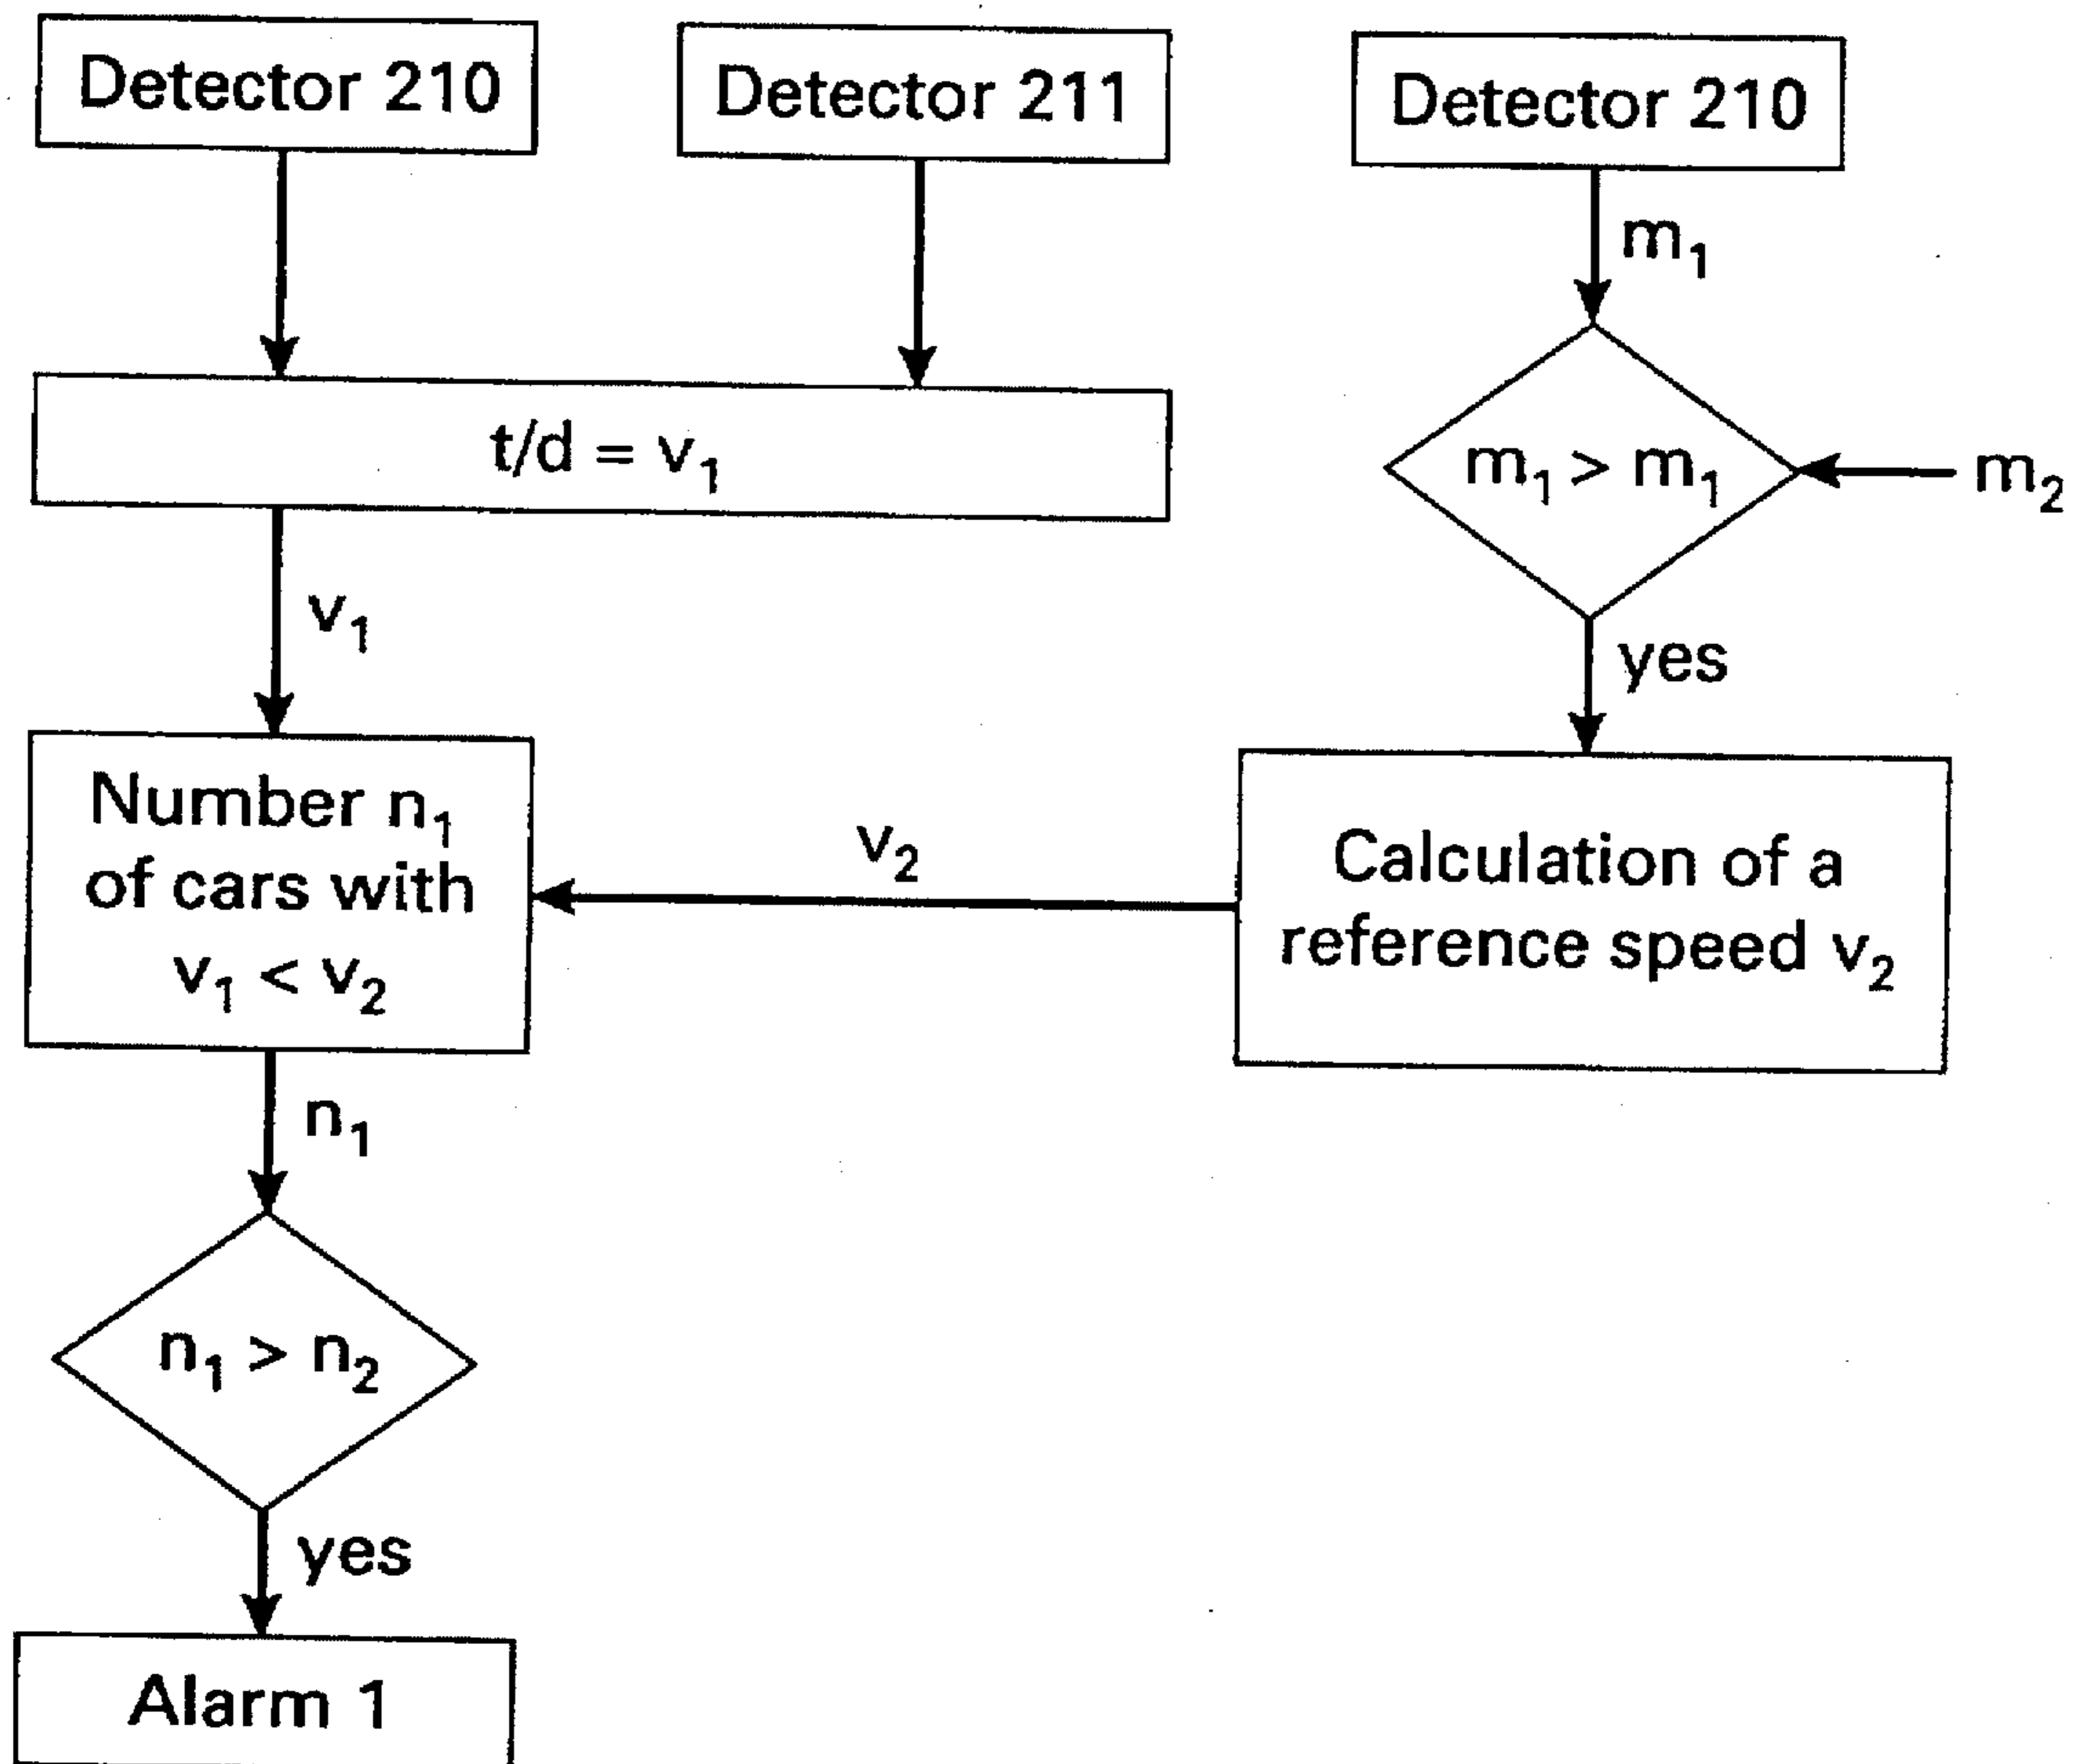 Detector 210
Detector 211
Detector 210
m₁
t/d = v₁
m₁ > m₁
m₂
v₁
yes
Number n₁
of cars with
v₁ < v₂
v₂
Calculation of a
reference speed v₂
n₁
n₁ > n₂
yes
Alarm 1